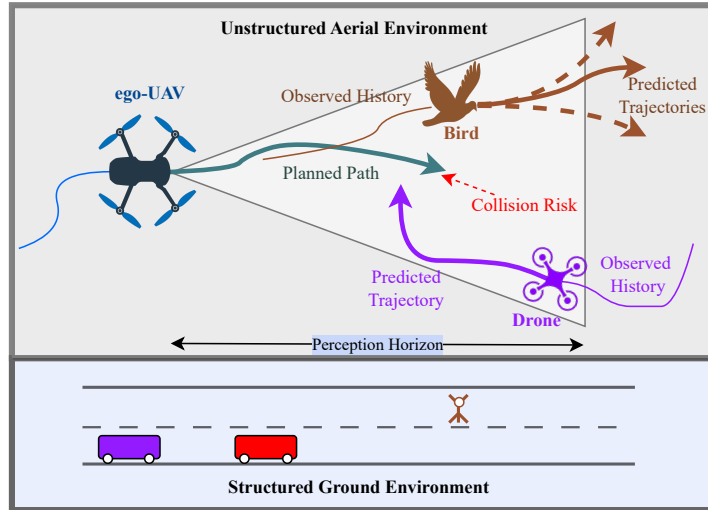 Unstructured Aerial Environment
ego-UAV
Observed History
Bird
Predicted
Trajectories
Planned Path
Collision Risk
Predicted
Trajectory
Observed
History
Drone
Perception Horizon
Structured Ground Environment